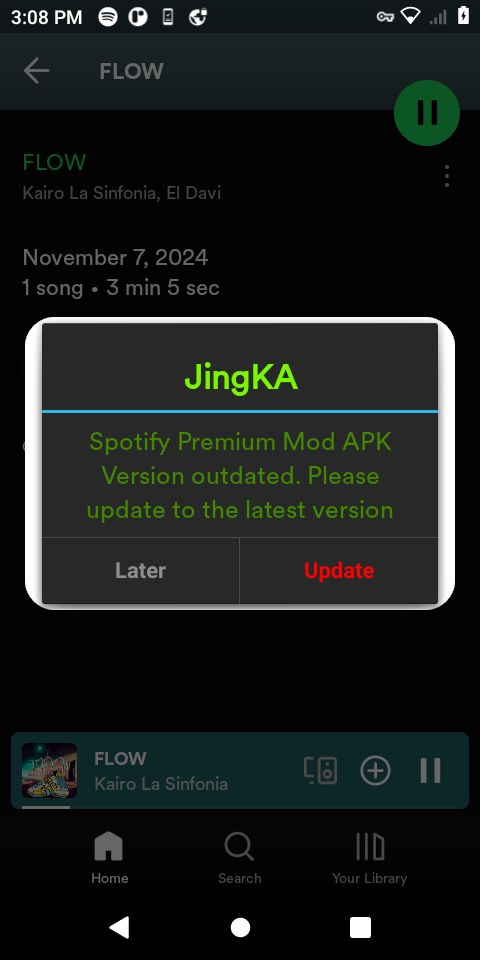 3:08 PM
FLOW
FLOW
Kairo La Sinfonia, El Davi
November 7, 2024
1 song • 3 min 5 sec
JingKA
Spotify Premium Mod APK
Version outdated. Please
update to the latest version
Later
Update
FLOW
Kairo La Sinfonia
Home
Search
Your Library